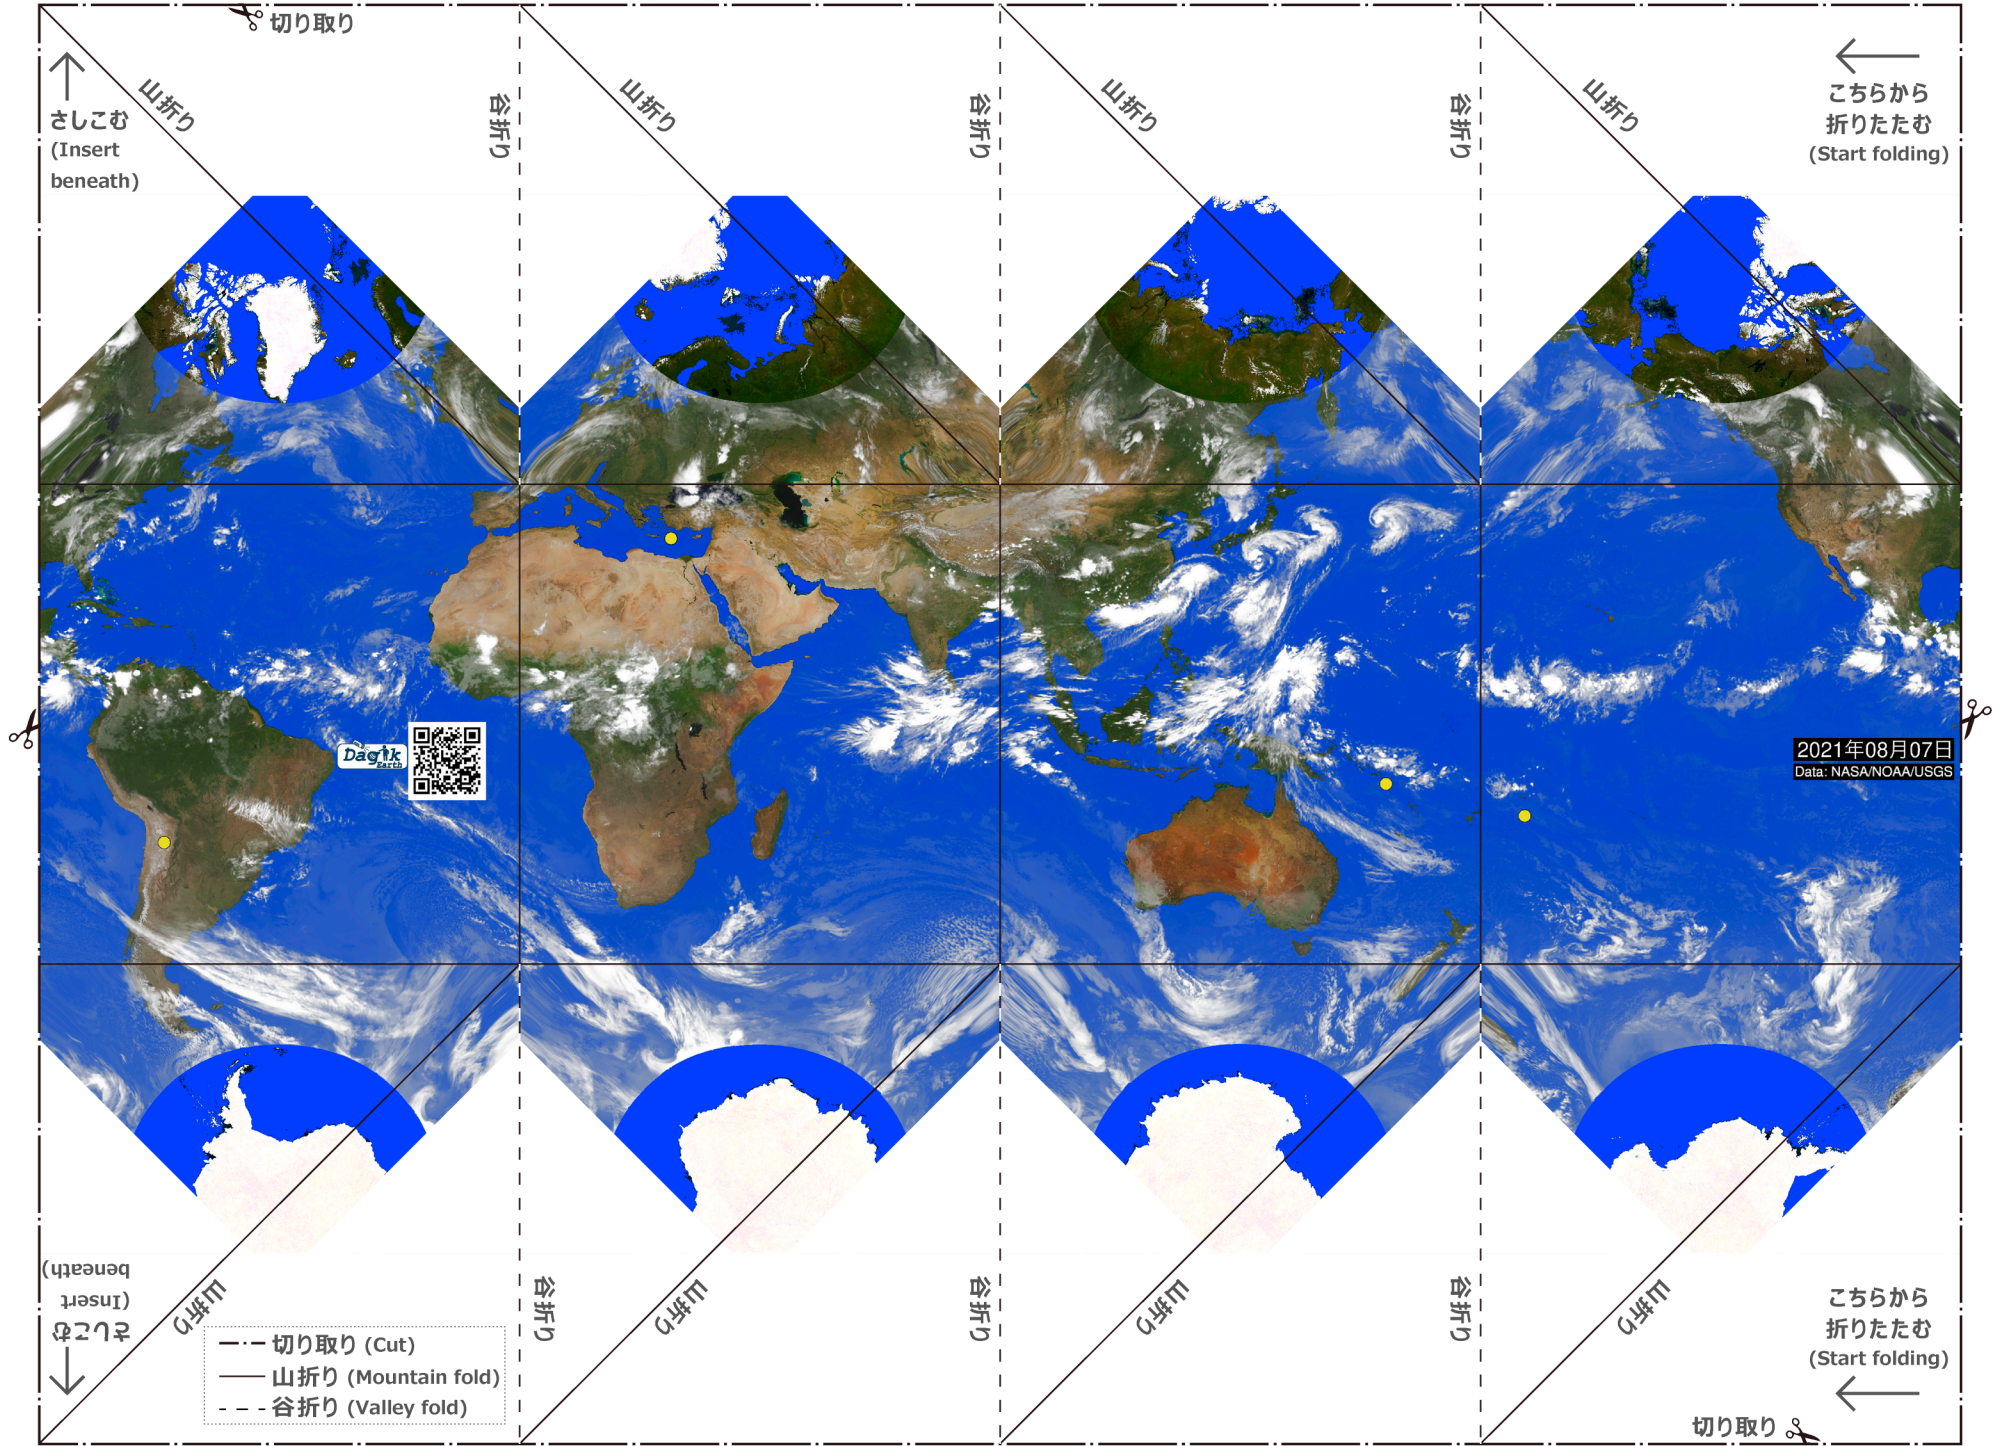 切り取り
さしこむ
(Insert
beneath)
山折り
谷折り
山折り
谷折り
山折り
谷折り
山折り
こちらから
折りたたむ
(Start folding)
Dagik
Earth
2021年08月07日
Data: NASA/NOAA/USGS
さしこむ
(Insert
beneath)
山折り
谷折り
山折り
谷折り
山折り
谷折り
山折り
こちらから
折りたたむ
(Start folding)
切り取り (Cut)
山折り (Mountain fold)
谷折り (Valley fold)
切り取り